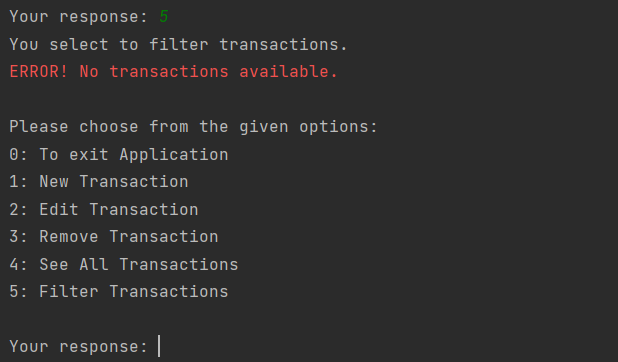 Your response: 5
You select to filter transactions.
ERROR! No transactions available.
Please choose from the given options:
0: To exit Application
1: New Transaction
2: Edit Transaction
3: Remove Transaction
4: See All Transactions
5: Filter Transactions
Your response: